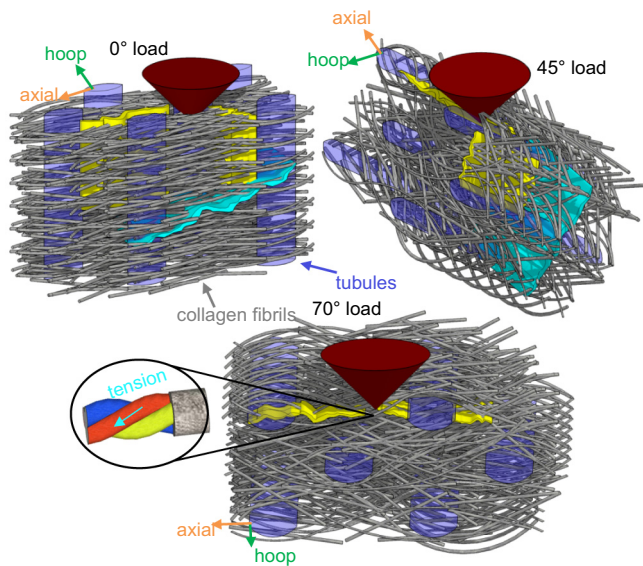 axial
hoop
0° load
hoop
axial
45° load
tubules
collagen fibrils
70° load
tension
axial
hoop